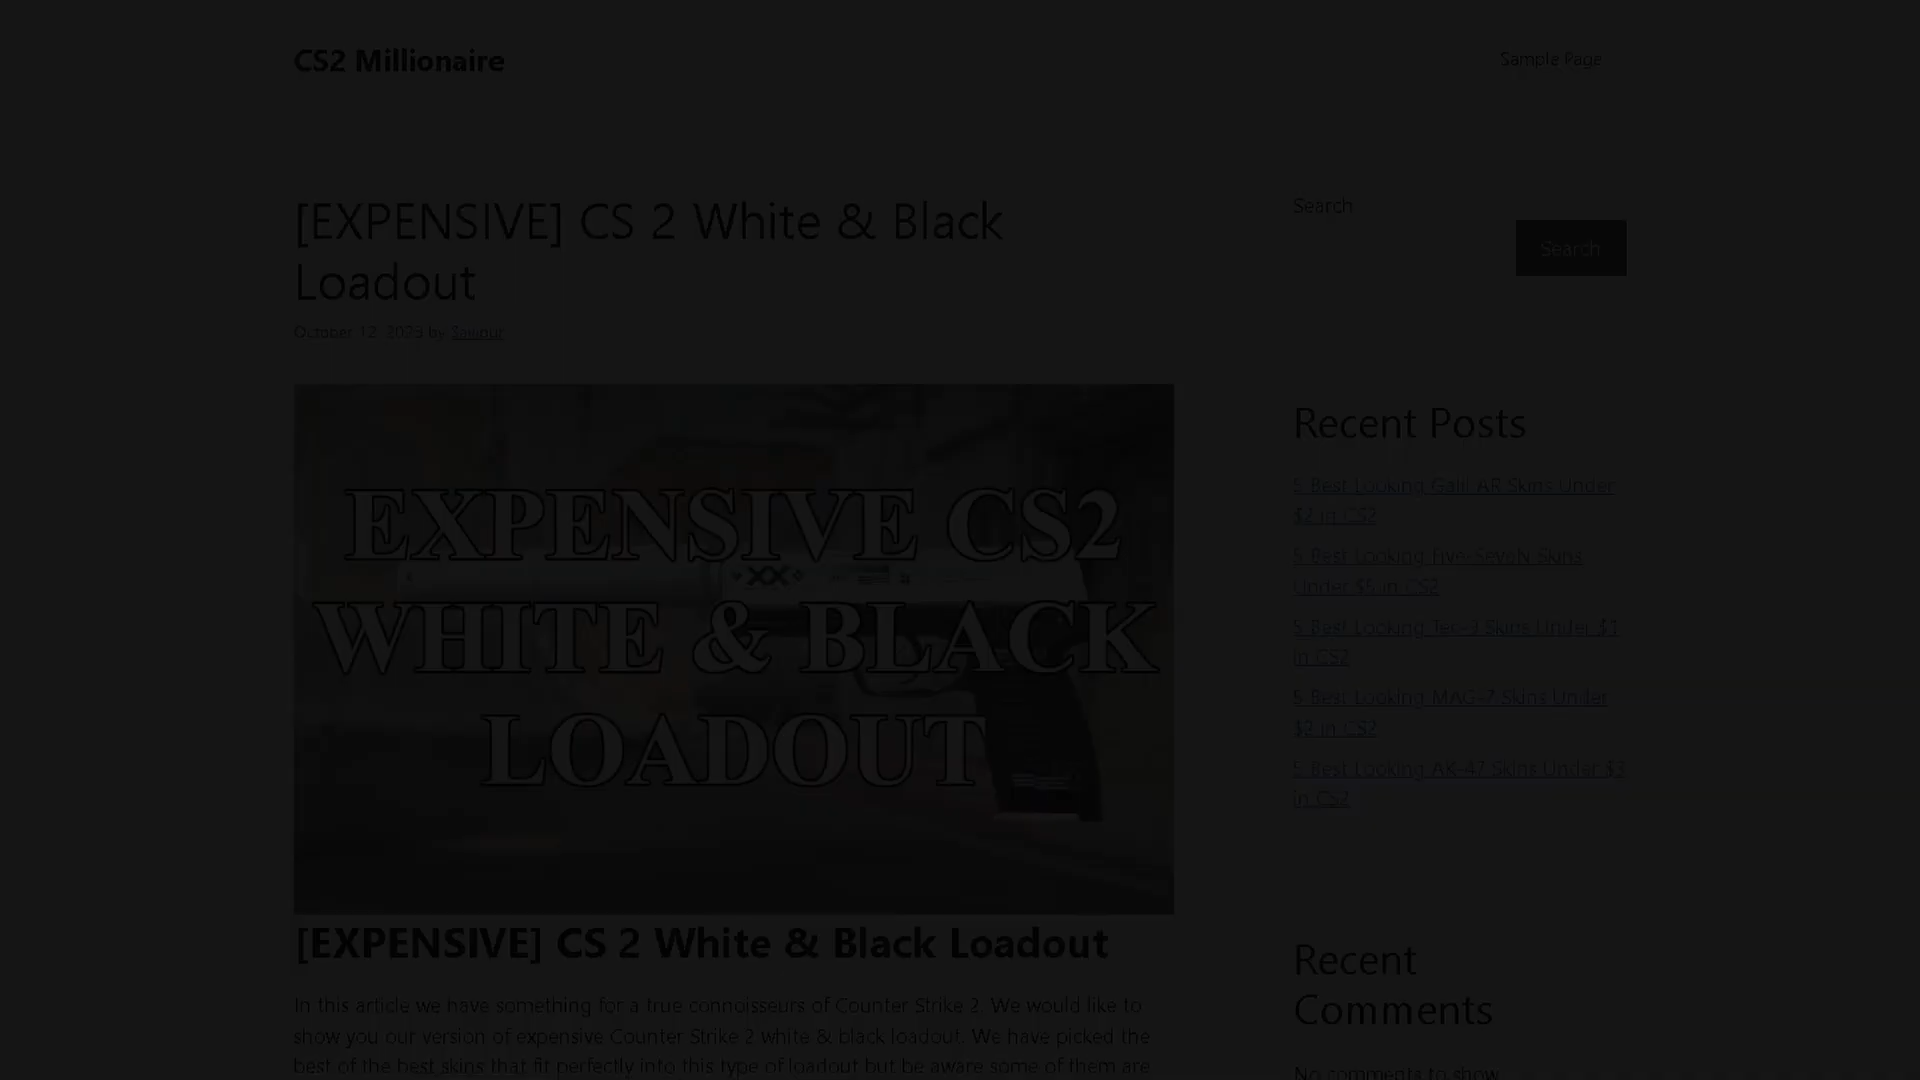 CS2 Millionaire
Sample Page
[EXPENSIVE] CS 2 White & Black
Loadout
October 12, 2023 by
EXPENSIVE CS2
WHITE & BLACK
LOADOUT
[EXPENSIVE] CS 2 White & Black Loadout
In this article we have something for a true connoisseurs of Counter Strike 2. We would like to
show you our version of expensive Counter Strike 2 white & black loadout. We have picked the
best of the best skins that fit perfectly into this type of loadout but be aware some of them are
Search
Search
Recent Posts
5 Best Looking Galil AR Skins Under
$2 in CS2
5 Best Looking Five-SeveN Skins
Under $5 in CS2
5 Best Looking Tec-9 Skins Under $1
in CS2
5 Best Looking MAG-7 Skins Under
$2 in CS2
5 Best Looking AK-47 Skins Under $3
in CS2
Recent
Comments
No comments to show